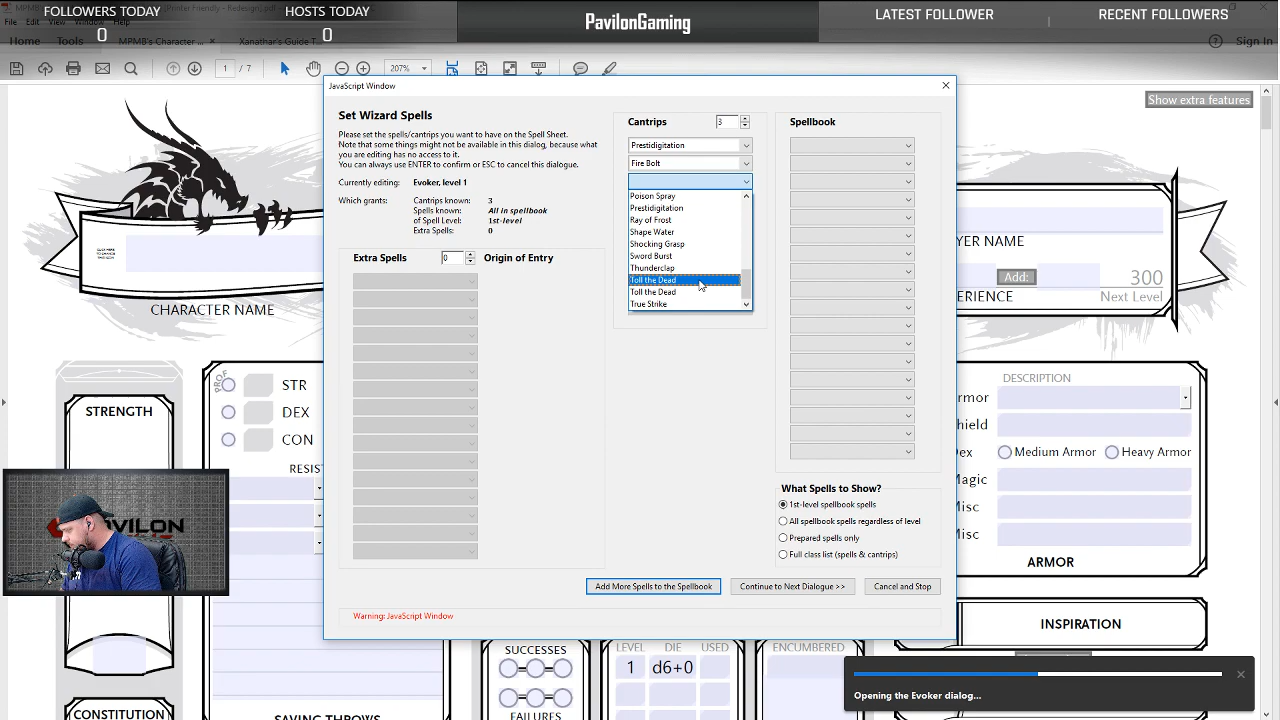 FOLLOWERS TODAY
0
HOSTS TODAY
0
PavilonGaming
LATEST FOLLOWER
RECENT FOLLOWERS
Home
Tools
MPMB's Character ...
Xanathar's Guide T...
Sign In
1 / 7
207%
Show extra features
JavaScript Window
Set Wizard Spells
Please set the spells/cantrips you want to have on the Spell Sheet.
Note that some things might not be available in this dialog, because what
you are dialing has no access to it.
You can always use ENTER to confirm or ESC to cancel this dialogue.
Currently editing: Evoker, level 1
Which grants: Cantrips known: 3
Spells known: All in spellbook
of Spell Level: 1st-level
Extra Spells: 0
Extra Spells 0 Origin of Entry
Cantrips 3
Prestidigitation
Fire Bolt
Poison Spray
Prestidigitation
Ray of Frost
Shape Water
Shocking Grasp
Sword Burst
Thunderclap
Toll the Dead
Toll the Dead
True Strike
Spellbook
What Spells to Show?
1st-level spellbook spells
All spellbook spells regardless of level
Prepared spells only
Full class list (spells & cantrips)
Add More Spells to the Spellbook
Continue to Next Dialogue >>
Cancel and Stop
Warning: JavaScript Window
CLICK HERE
CHARACTER NAME
YER NAME
Add:
300
ERIENCE
Next Level
STRENGTH
PROF
STR
DEX
CON
RESIS
DESCRIPTION
rmor
hield
ex
Medium Armor
Heavy Armor
Magic
Misc
Misc
ARMOR
INSPIRATION
AVILON
SUCCESSES
FAILURES
LEVEL DIE USED
1 d6+0
ENCUMBERED
CONSTITUTION
SAVING THROWS
Opening the Evoker dialog...